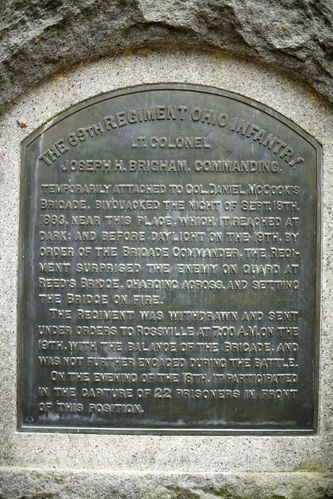 THE 69TH REGIMENT OHIO INFANTRY
LT. COLONEL
JOSEPH H. BRIGHAM, COMMANDING.
TEMPORARILY ATTACHED TO COL. DANIEL MCCOOK'S
BRIGADE, BIVOUACKED THE NIGHT OF SEPT. 18TH,
1863, NEAR THIS PLACE, WHICH IT REACHED AT
DARK; AND BEFORE DAYLIGHT ON THE 19TH, BY
ORDER OF THE BRIGADE COMMANDER, THE REGI-
MENT SURPRISED THE ENEMY ON GUARD AT
REED'S BRIDGE, CHARGING ACROSS, AND SETTING
THE BRIDGE ON FIRE.
THE REGIMENT WAS WITHDRAWN AND SENT
UNDER ORDERS TO ROSSVILLE AT 7:00 A.M. ON THE
19TH, WITH THE BALANCE OF THE BRIGADE, AND
WAS NOT FURTHER ENGAGED DURING THE BATTLE.
ON THE EVENING OF THE 18TH, IT PARTICIPATED
IN THE CAPTURE OF 22 PRISONERS IN FRONT
OF THIS POSITION.